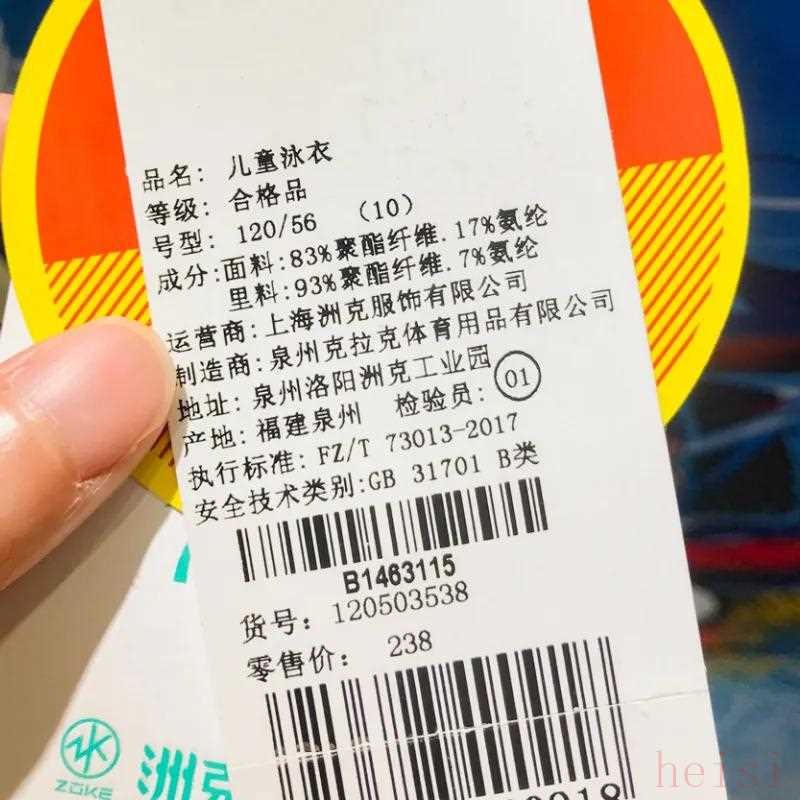 品名: 儿童泳衣
等级: 合格品
号型: 120/56 (10)
成分:面料:83%聚酯纤维.17%氨纶
里料:93%聚酯纤维.7%氨纶
运营商:上海洲克服饰有限公司
制造商:泉州克拉克体育用品有限公司
地址: 泉州洛阳洲克工业园
产地: 福建泉州 检验员: 01
执行标准: FZ/T 73013-2017
安全技术类别:GB 31701 B类
B1463115
货号: 120503538
零售价: 238
ZOKE
洲克
heisi